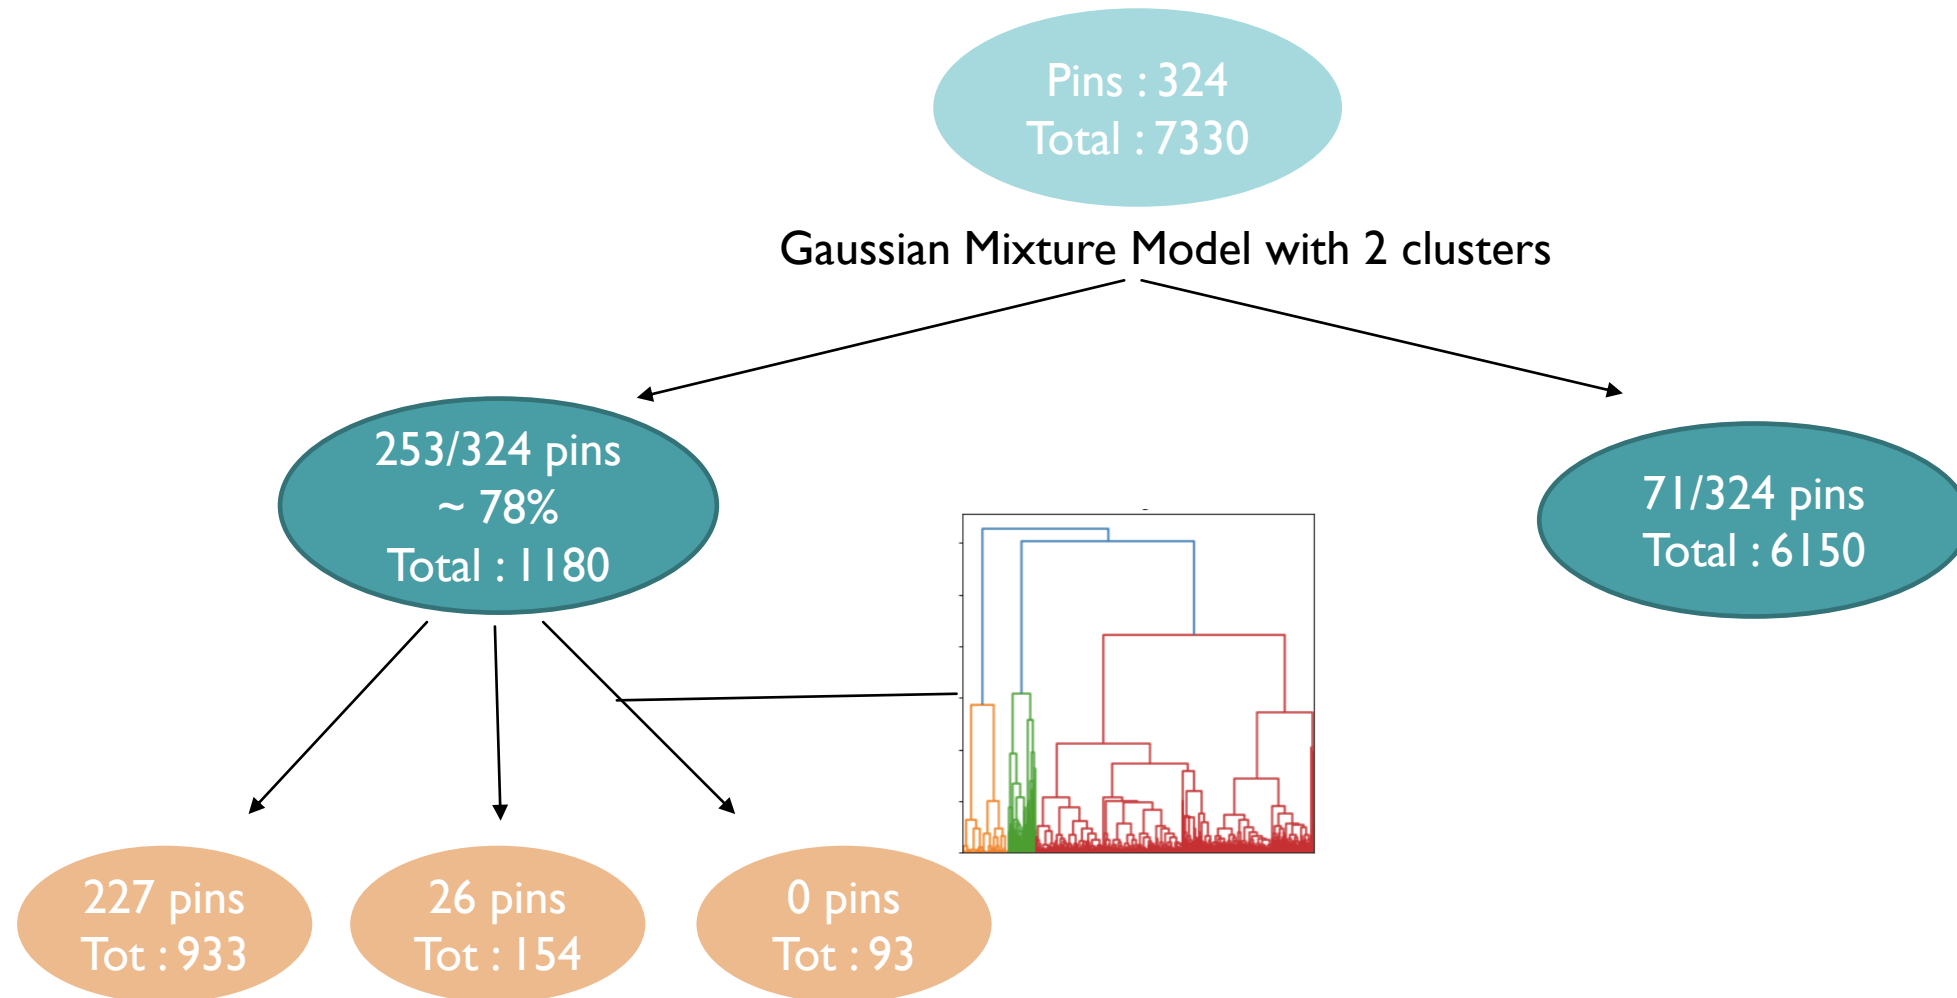 Pins : 324
Total : 7330
Gaussian Mixture Model with 2 clusters
253/324 pins
~ 78%
Total : 1180
71/324 pins
Total : 6150
227 pins
Tot : 933
26 pins
Tot : 154
0 pins
Tot : 93